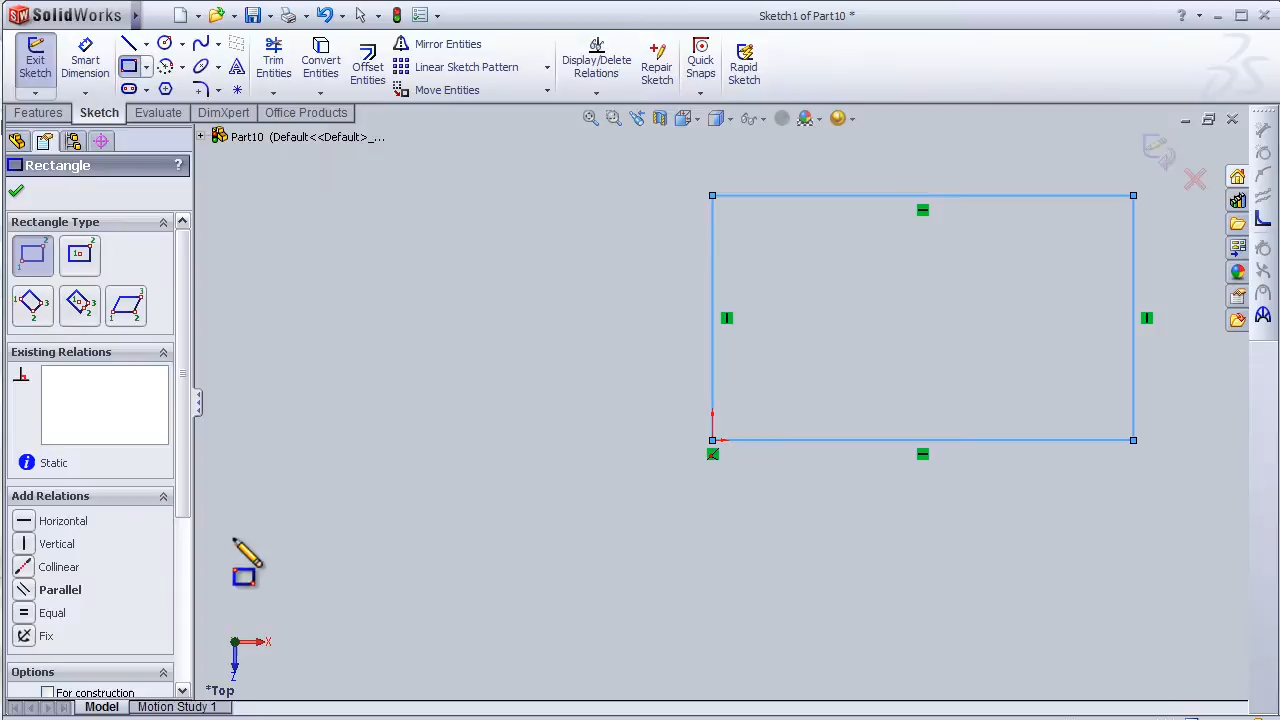 SolidWorks
Sketch1 of Part10 *
Exit Sketch
Smart Dimension
Trim Entities
Convert Entities
Offset Entities
Mirror Entities
Linear Sketch Pattern
Move Entities
Display/Delete Relations
Repair Sketch
Quick Snaps
Rapid Sketch
Features
Sketch
Evaluate
DimXpert
Office Products
Part10 (Default<<Default>_...
Rectangle
?
Rectangle Type
Existing Relations
Static
Add Relations
Horizontal
Vertical
Collinear
Parallel
Equal
Fix
Options
For construction
X
Z
*Top
Model
Motion Study 1